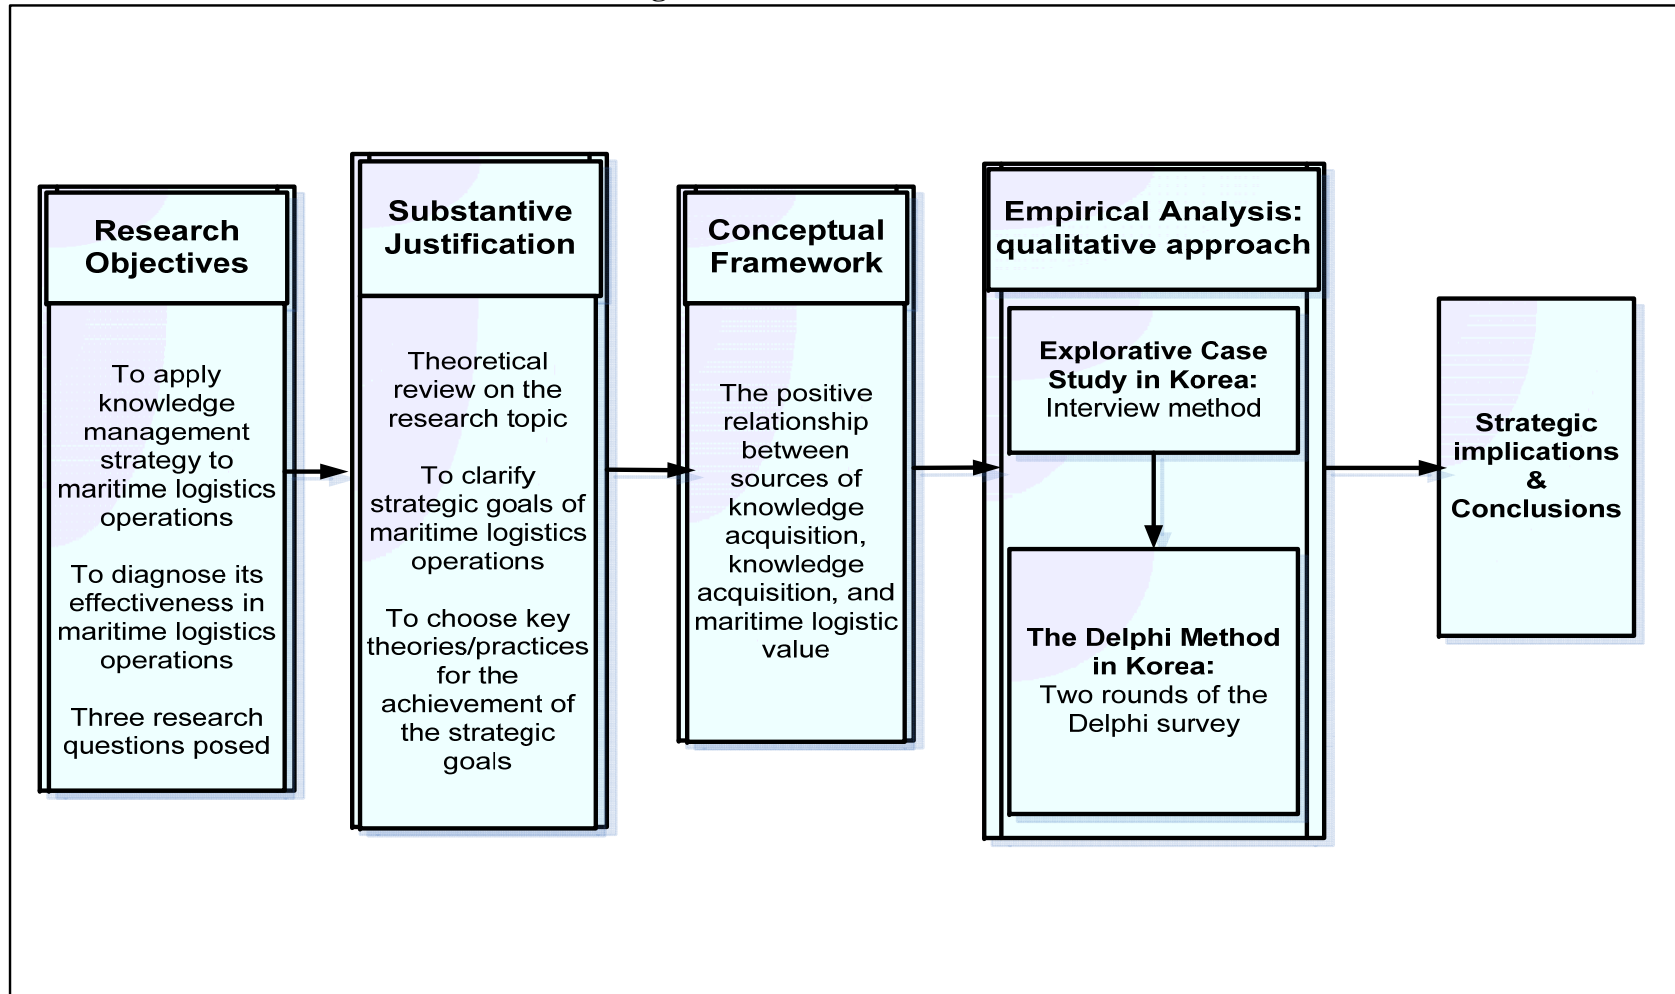 Research
Objectives
To apply
knowledge
management
strategy to
maritime logistics
operations
To diagnose its
effectiveness in
maritime logistics
operations
Three research
questions posed
Substantive
Justification
Theoretical
review on the
research topic
To clarify
strategic goals of
maritime logistics
operations
To choose key
theories/practices
for the
achievement of
the strategic
goals
Conceptual
Framework
The positive
relationship
between
sources of
knowledge
acquisition,
knowledge
acquisition, and
maritime logistic
value
Empirical Analysis:
qualitative approach
Explorative Case
Study in Korea:
Interview method
The Delphi Method
in Korea:
Two rounds of the
Delphi survey
Strategic
implications
&
Conclusions